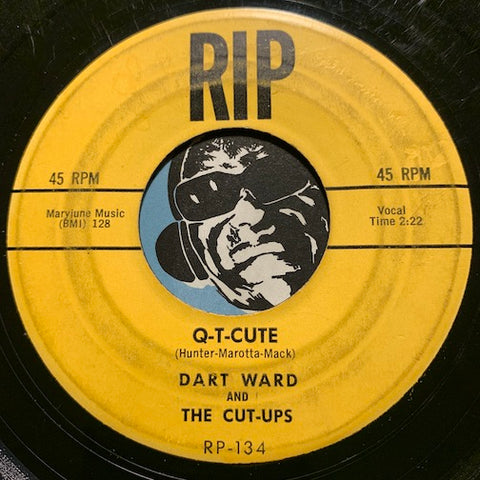 RIP
45 RPM
45 RPM
Maryjune Music
(BMI) 128
Vocal
Time 2:22
Q-T-CUTE
(Hunter-Marotta-Mack)
DART WARD
AND
THE CUT-UPS
RP-134